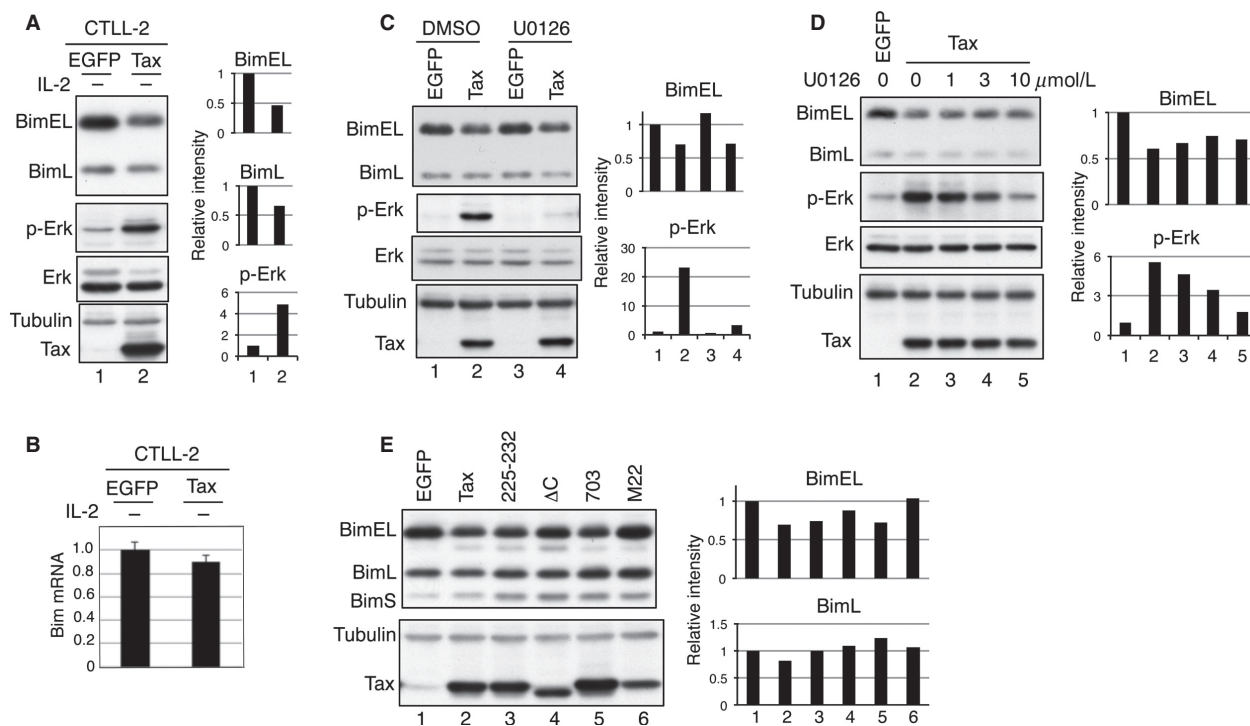 A
CTLL-2
EGFP Tax
IL-2 – –
BimEL
BimL
p-Erk
Erk
Tubulin
Tax
1 2
Relative intensity
BimEL
1
0.5
0
BimL
1
0.5
0
p-Erk
6
4
2
0
1 2
B
CTLL-2
EGFP Tax
IL-2 – –
Bim mRNA
1.0
0.8
0.6
0.4
0.2
0
C
DMSO U0126
EGFP Tax EGFP Tax
BimEL
BimL
p-Erk
Erk
Tubulin
Tax
1 2 3 4
Relative intensity
BimEL
1
0.5
0
p-Erk
30
20
10
0
1 2 3 4
D
EGFP Tax
U0126 0 0 1 3 10 μmol/L
BimEL
BimL
p-Erk
Erk
Tubulin
Tax
1 2 3 4 5
Relative intensity
BimEL
1
0.5
0
p-Erk
6
3
0
1 2 3 4 5
E
EGFP Tax 225-232 ΔC 703 M22
BimEL
BimL
BimS
Tubulin
Tax
1 2 3 4 5 6
Relative intensity
BimEL
1
0.5
0
BimL
1.5
1
0.5
0
1 2 3 4 5 6